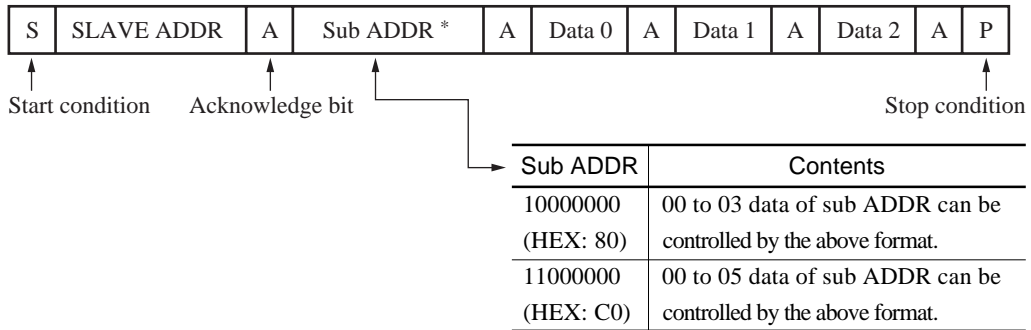 S SLAVE ADDR A Sub ADDR * A Data 0 A Data 1 A Data 2 A P
Start condition Acknowledge bit Stop condition
Sub ADDR Contents
10000000 00 to 03 data of sub ADDR can be
(HEX: 80) controlled by the above format.
11000000 00 to 05 data of sub ADDR can be
(HEX: C0) controlled by the above format.